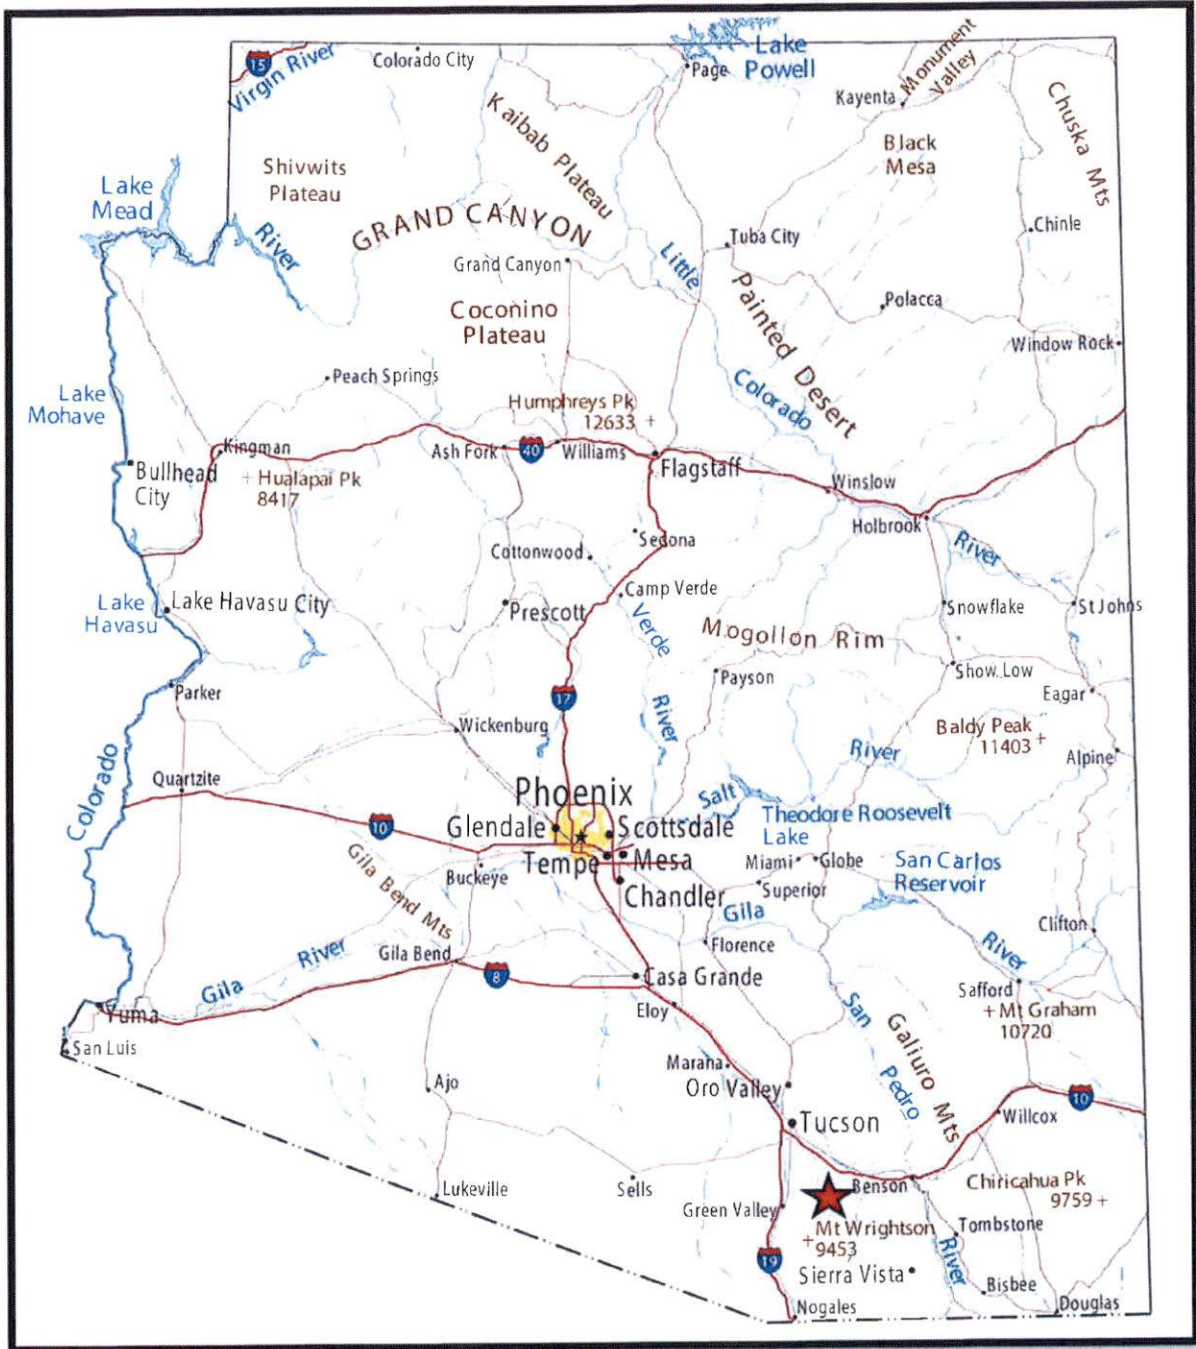 Lake
Powell
15
Virgin River
Colorado City
Page
Monument
Valley
Kayenta
Kaibab Plateau
Black
Mesa
Chuska Mts
Shivwits
Plateau
Lake
Mead
River
GRAND CANYON
Grand Canyon
Little
Tuba City
Chinle
Painted Desert
Polacca
Coconino
Plateau
Window Rock
Peach Springs
Colorado
Lake
Mohave
Humphreys Pk
12633
Kingman
Ash Fork
40
Williams
Flagstaff
Bullhead
City
Hualapai Pk
8417
Winslow
Holbrook
River
Sedona
Cottonwood
Camp Verde
Lake
Havasu
Lake Havasu City
Prescott
Verde
River
Snowflake
St Johns
Mogollon Rim
Payson
Show Low
Eagar
Parker
17
Wickenburg
Baldy Peak
11403
River
Alpine
Colorado
Quartzite
Phoenix
Salt
Theodore Roosevelt
Lake
10
Glendale
Scottsdale
Tempe
Mesa
Miami
Globe
San Carlos
Reservoir
Gila Bend Mts
Buckeye
Chandler
Superior
Gila
Clifton
River
Gila Bend
Florence
River
Gila
8
Casa Grande
Safford
Mt Graham
10720
Yuma
Eloy
San
Pedro
Galiuro Mts
San Luis
Marana
Oro Valley
Ajo
10
Willcox
Tucson
Lukeville
Sells
Benson
Chiricahua Pk
9759
Green Valley
Mt Wrightson
9453
Tombstone
River
19
Sierra Vista
Bisbee
Nogales
Douglas